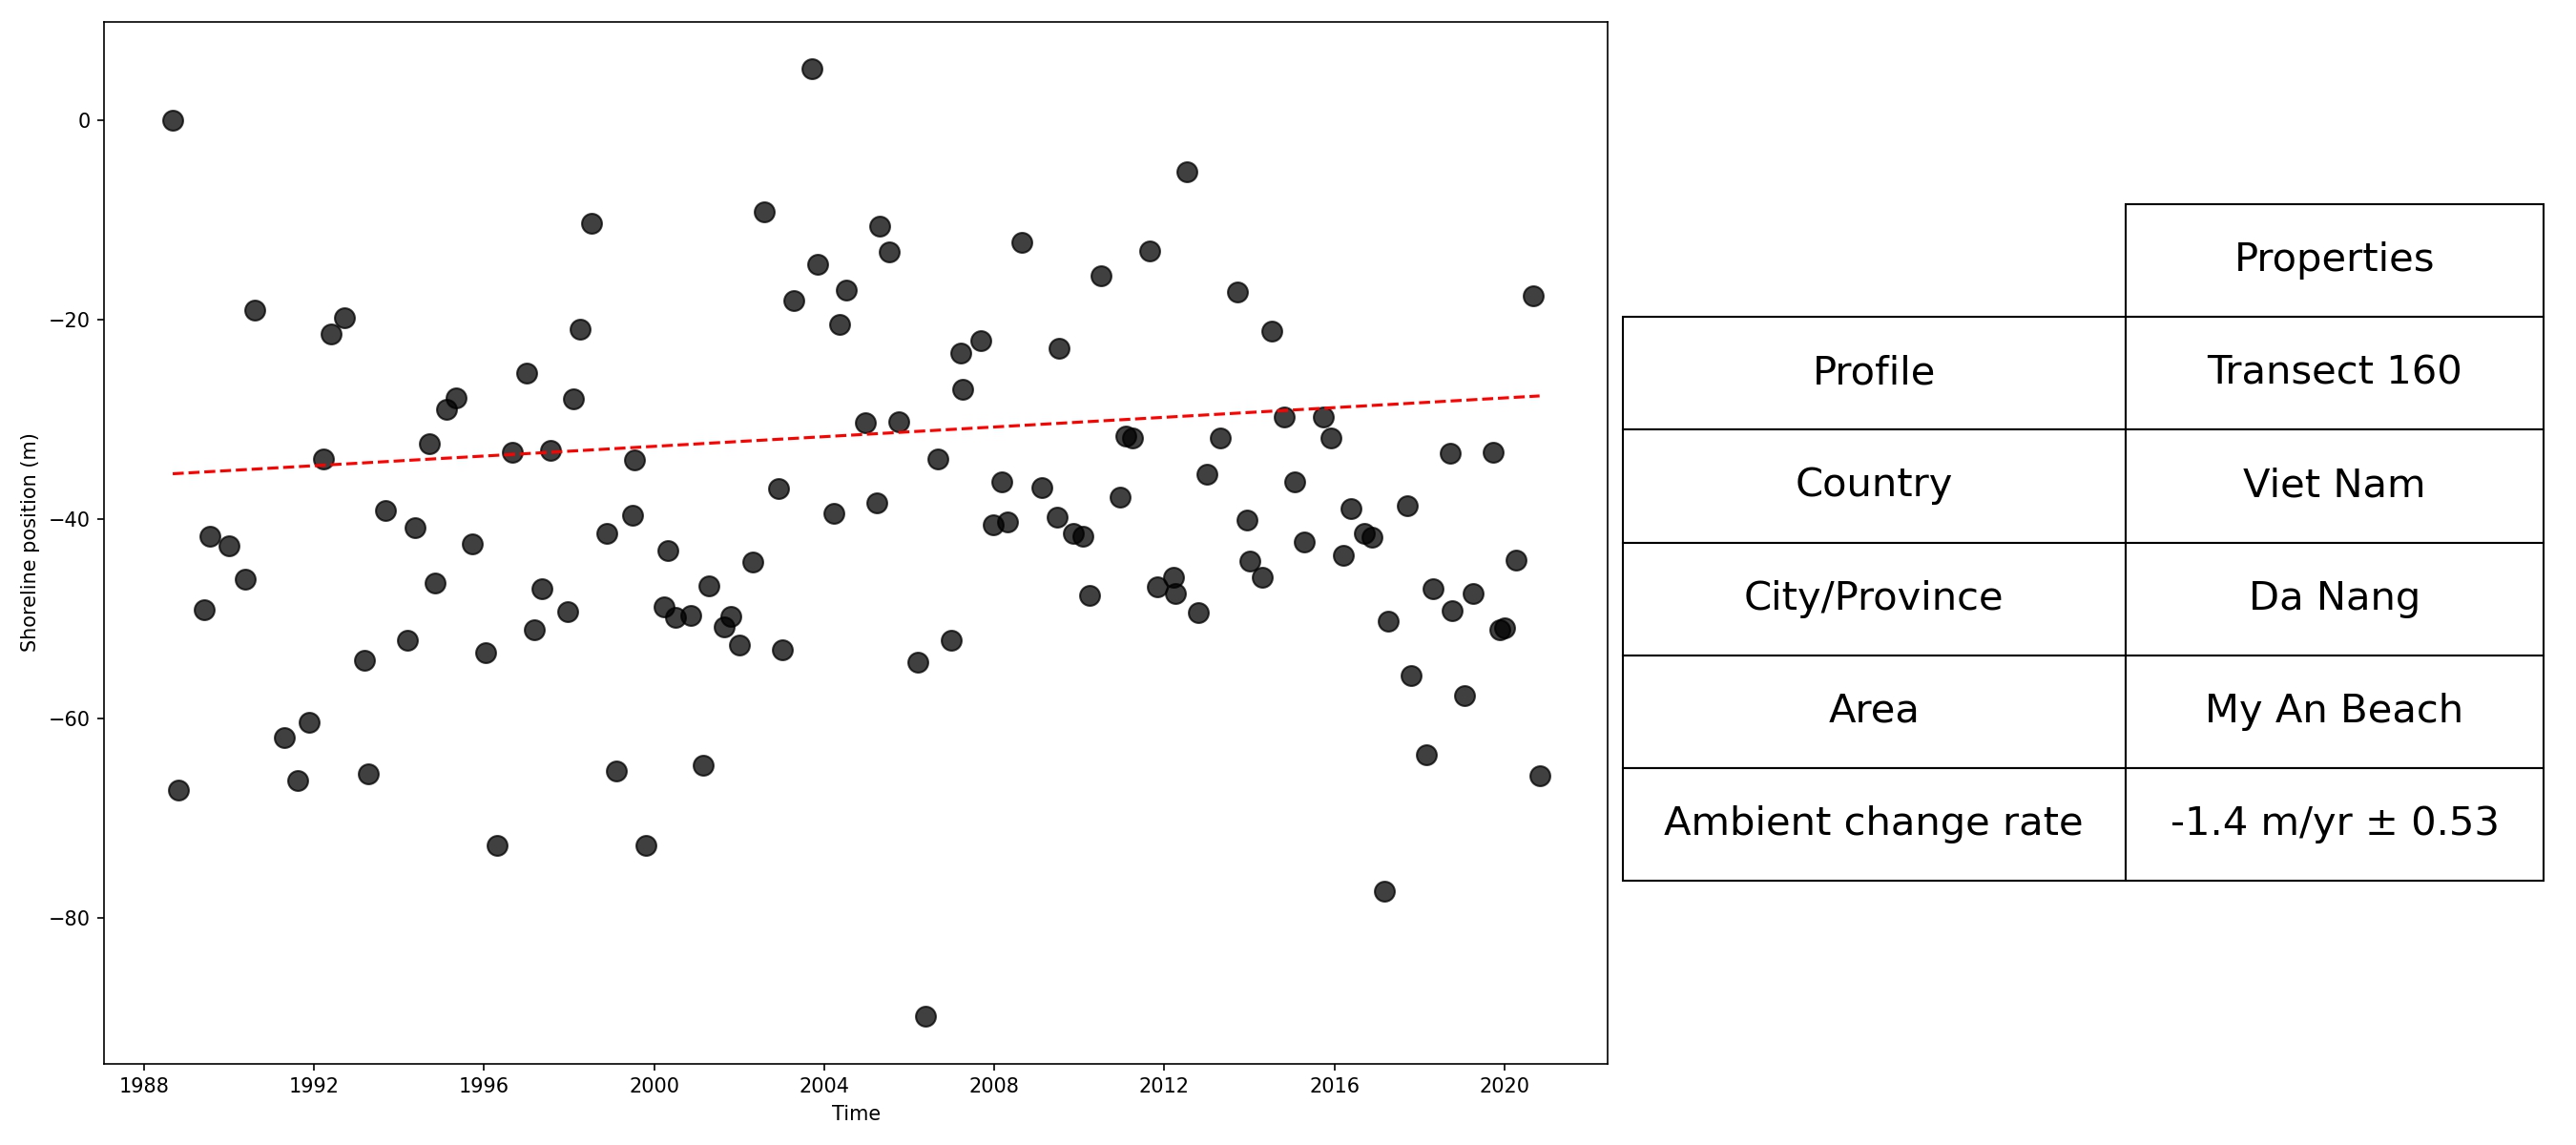 0
−20
−40
−60
−80
Shoreline position (m)
1988 1992 1996 2000 2004 2008 2012 2016 2020
Time
Properties
Profile Transect 160
Country Viet Nam
City/Province Da Nang
Area My An Beach
Ambient change rate -1.4 m/yr ± 0.53